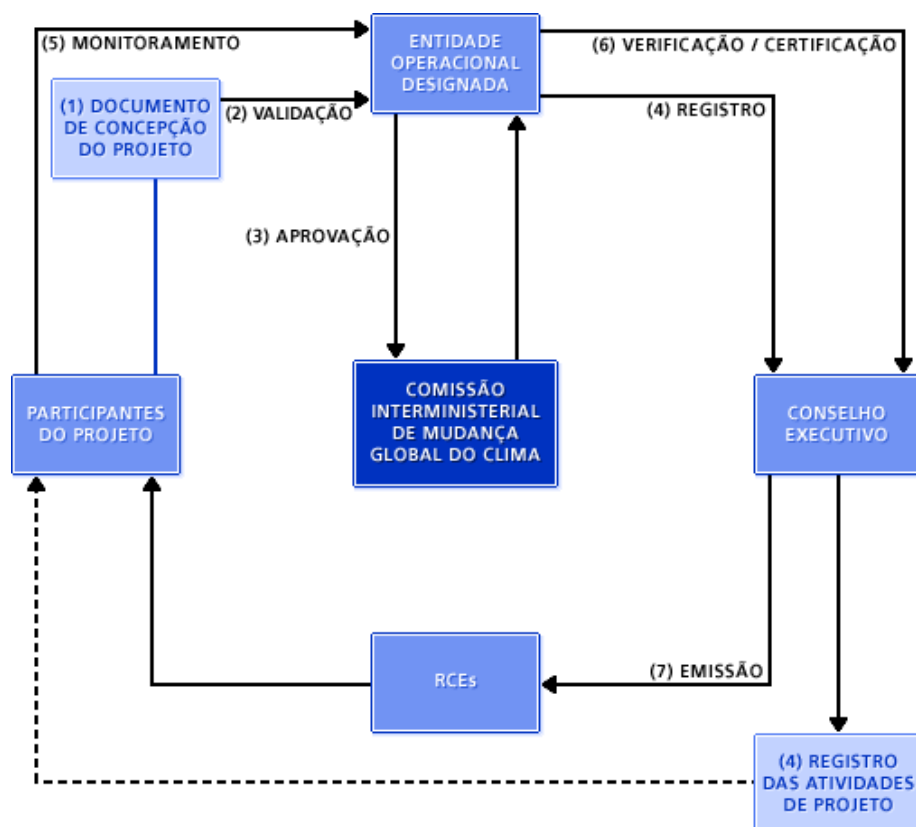 (5) MONITORAMENTO
ENTIDADE
OPERACIONAL
DESIGNADA
(6) VERIFICAÇÃO / CERTIFICAÇÃO
(1) DOCUMENTO
DE CONCEPÇÃO
DO PROJETO
(2) VALIDAÇÃO
(4) REGISTRO
(3) APROVAÇÃO
PARTICIPANTES
DO PROJETO
COMISSÃO
INTERMINISTERIAL
DE MUDANÇA
GLOBAL DO CLIMA
CONSELHO
EXECUTIVO
RCEs
(7) EMISSÃO
(4) REGISTRO
DAS ATIVIDADES
DE PROJETO